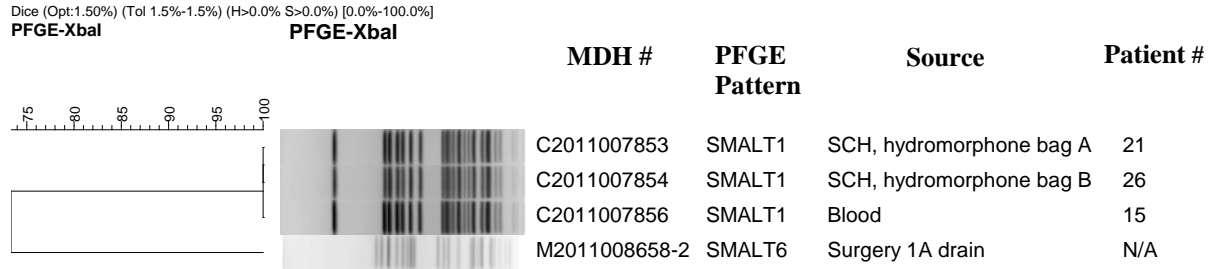 Dice (Opt:1.50%) (Tol 1.5%-1.5%) (H>0.0% S>0.0%) [0.0%-100.0%]
PFGE-XbaI PFGE-XbaI
MDH # PFGE Pattern Source Patient #
75 80 85 90 95 100
C2011007853 SMALT1 SCH, hydromorphone bag A 21
C2011007854 SMALT1 SCH, hydromorphone bag B 26
C2011007856 SMALT1 Blood 15
M2011008658-2 SMALT6 Surgery 1A drain N/A